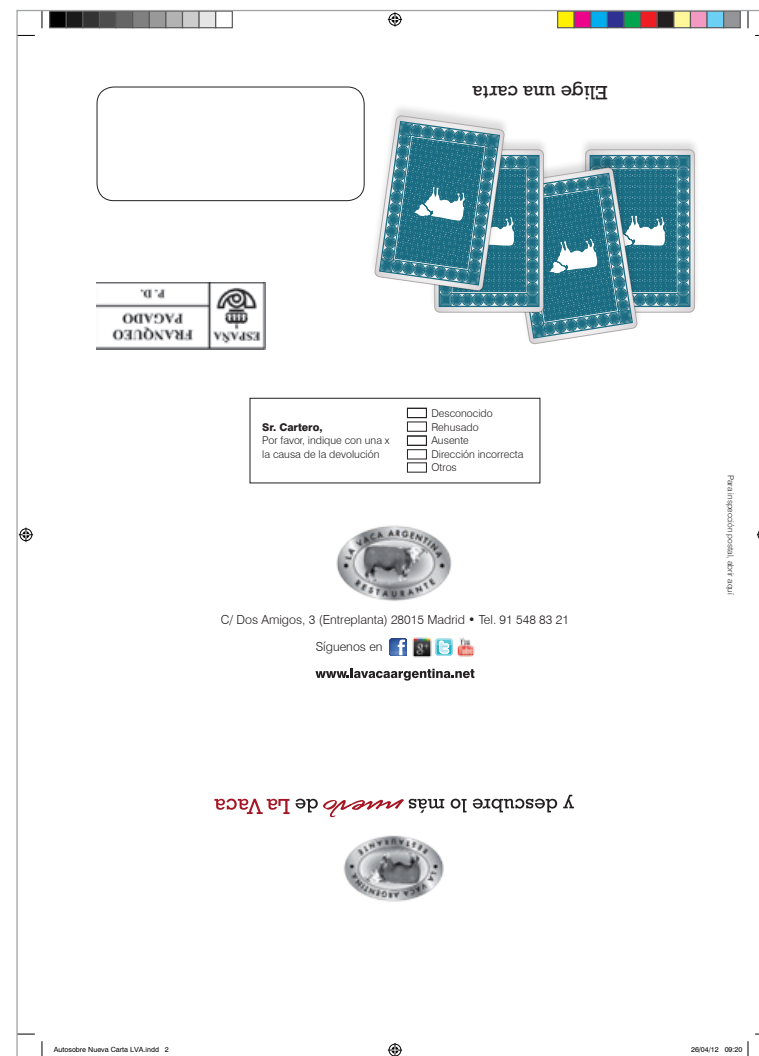 Elige una carta
P. D.
FRANQUEO
PAGADO
ESPAÑA
Sr. Cartero,
Por favor, indique con una x
la causa de la devolución
Desconocido
Rehusado
Ausente
Dirección incorrecta
Otros
Para inspección postal, abrir aquí
LA VACA ARGENTINA
RESTAURANTE
C/ Dos Amigos, 3 (Entreplanta) 28015 Madrid • Tel. 91 548 83 21
Síguenos en f g+ t You Tube
www.lavacaargentina.net
y descubre lo más nuevo de La Vaca
LA VACA ARGENTINA
RESTAURANTE
Autosobre Nueva Carta LVA.indd 2
26/04/12 09:20